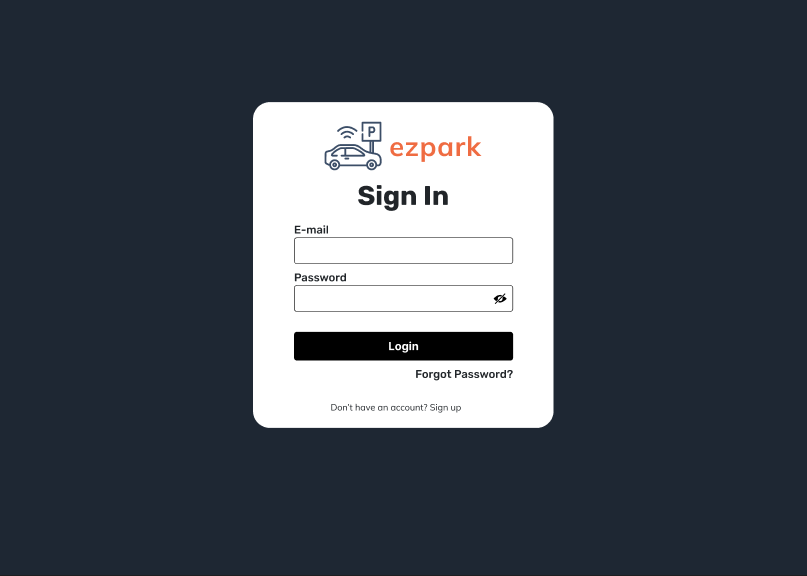 P
ezpark
Sign In
E-mail
Password
Login
Forgot Password?
Don't have an account? Sign up